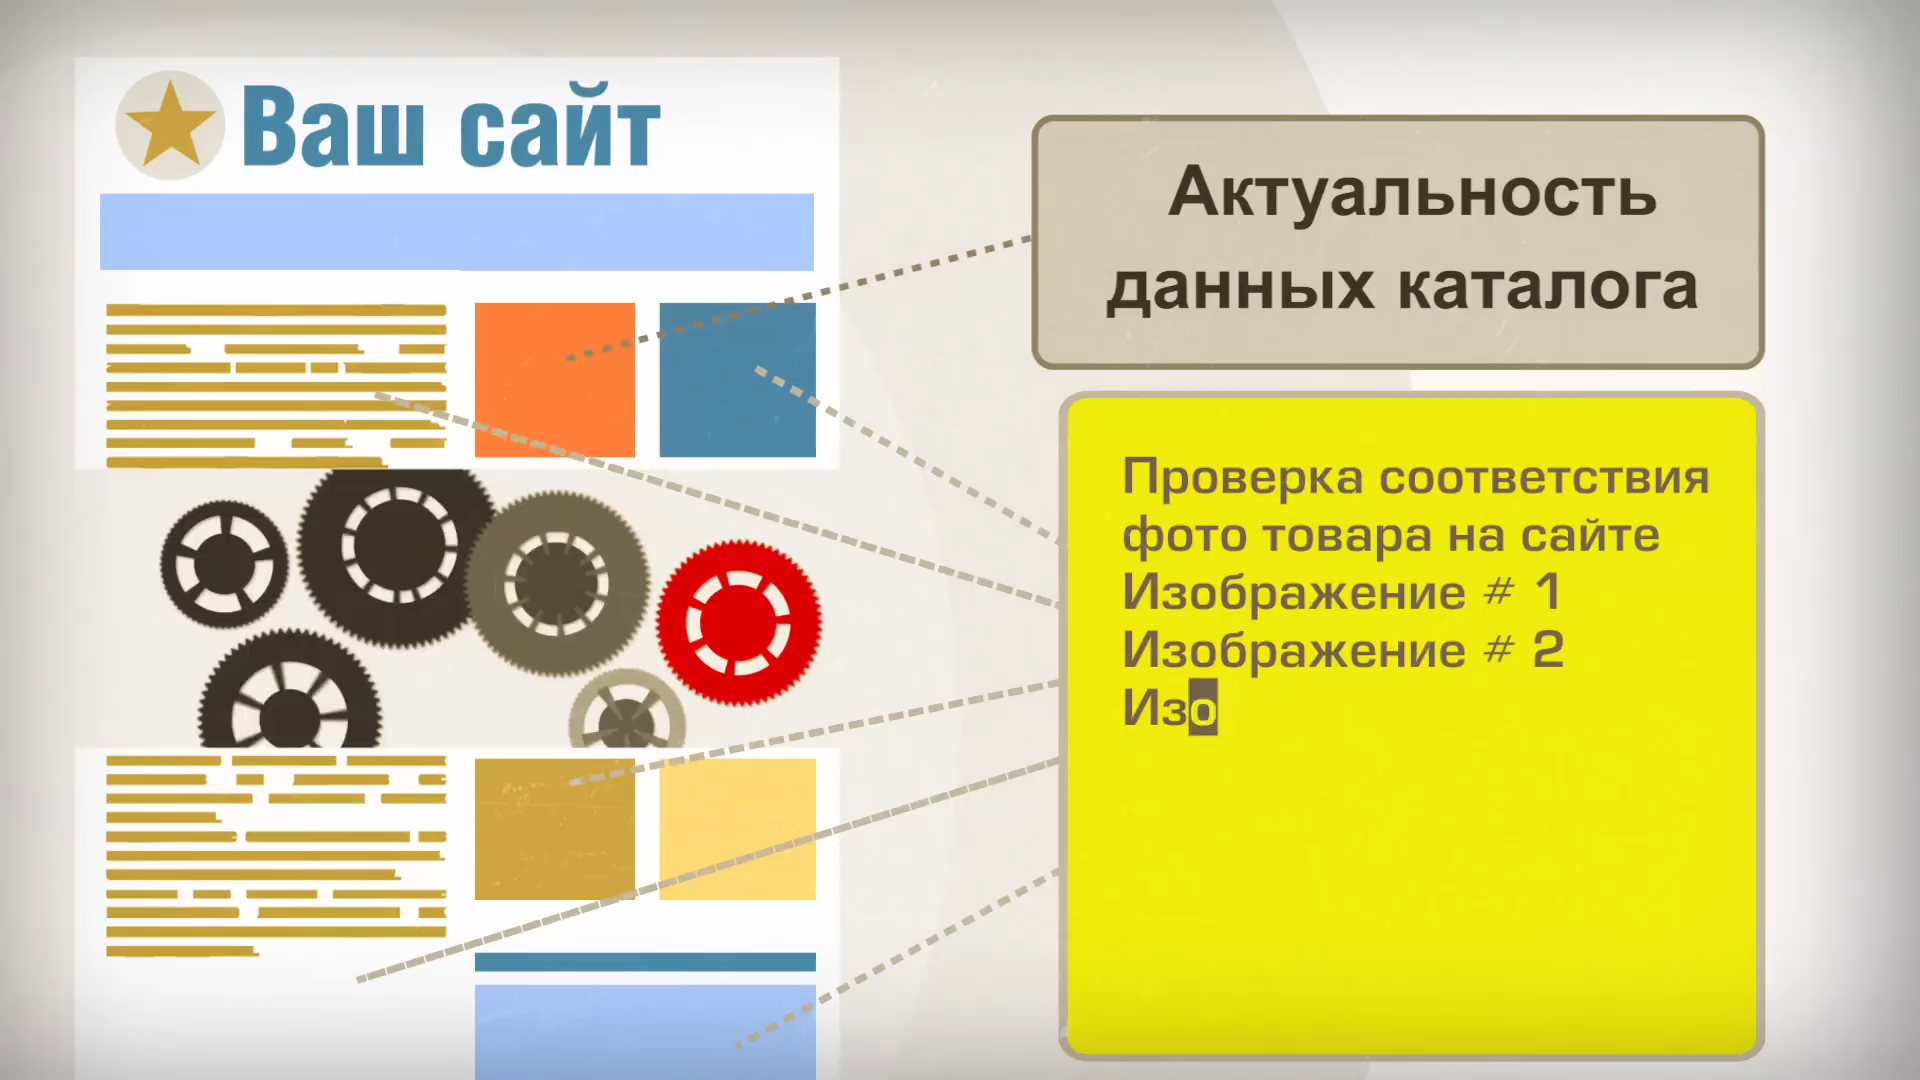 Ваш сайт
Актуальность
данных каталога
Проверка соответствия
фото товара на сайте
Изображение # 1
Изображение # 2
Изо